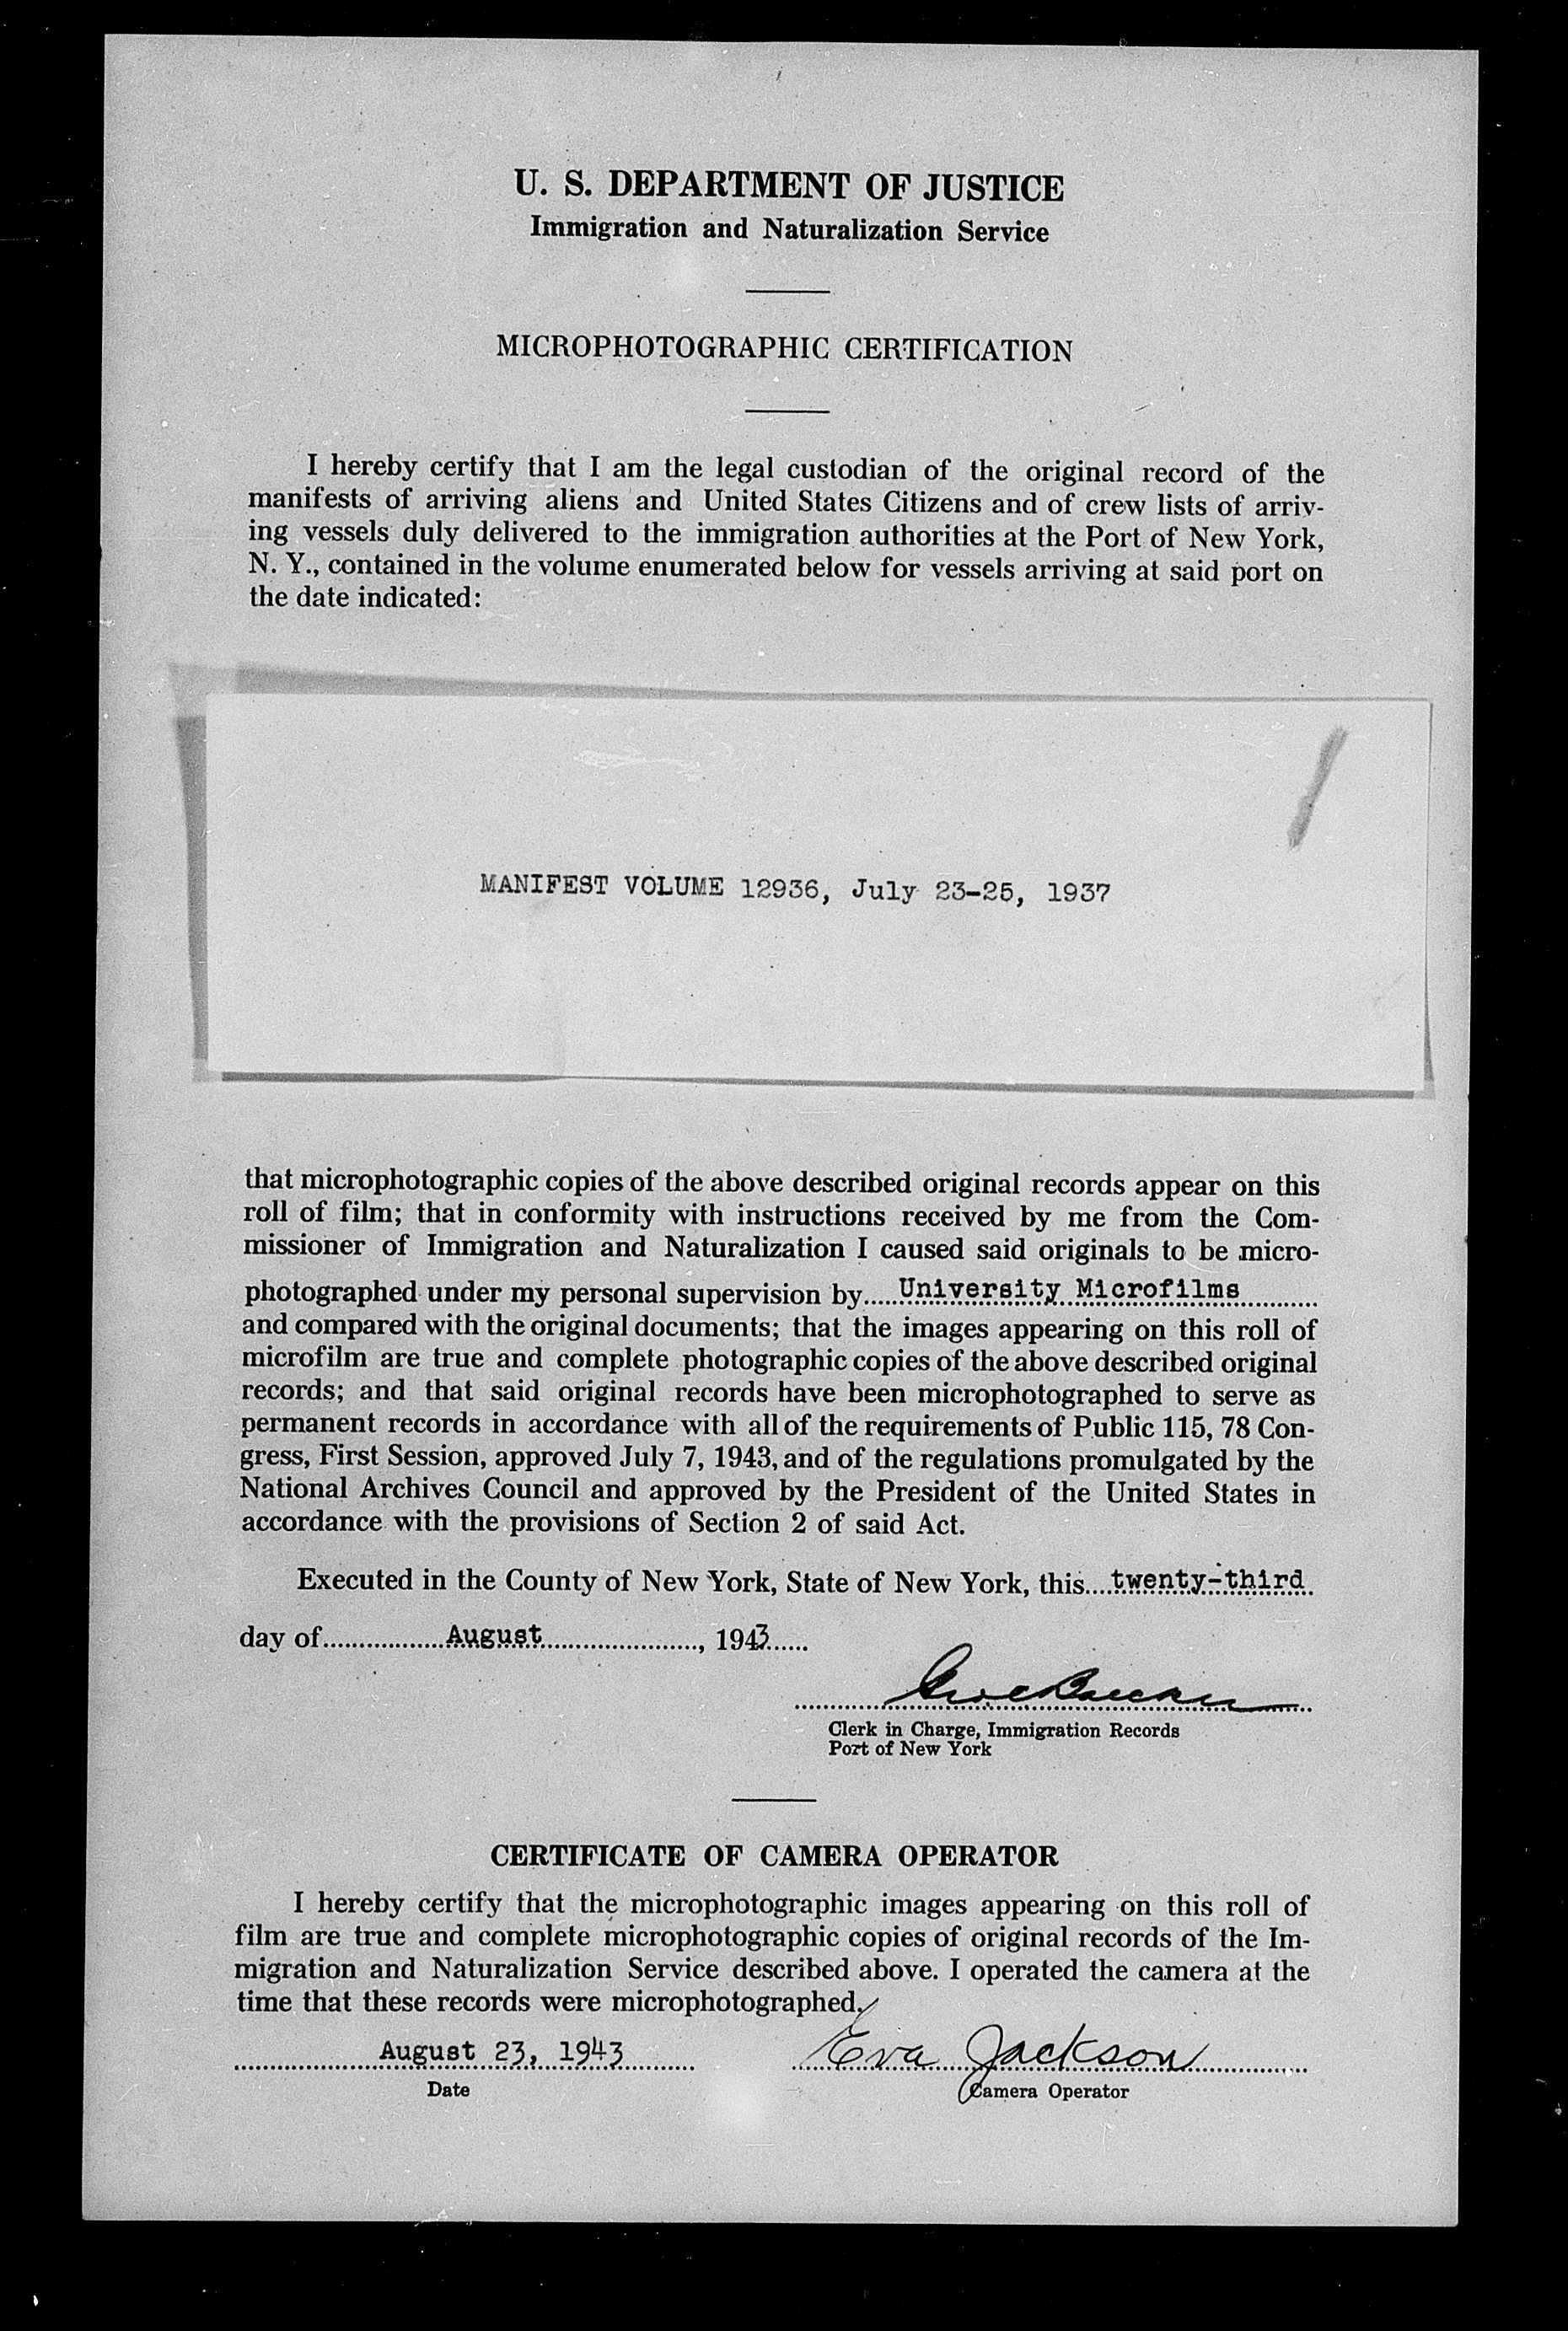 U. S. DEPARTMENT OF JUSTICE
Immigration and Naturalization Service
MICROPHOTOGRAPHIC CERTIFICATION
I hereby certify that I am the legal custodian of the original record of the
manifests of arriving aliens and United States Citizens and of crew lists of arriv-
ing vessels duly delivered to the immigration authorities at the Port of New York,
N. Y., contained in the volume enumerated below for vessels arriving at said port on
the date indicated:
MANIFEST VOLUME 12936, July 23-25, 1937
that microphotographic copies of the above described original records appear on this
roll of film; that in conformity with instructions received by me from the Com-
missioner of Immigration and Naturalization I caused said originals to be micro-
photographed under my personal supervision by.....University Microfilms..........
and compared with the original documents; that the images appearing on this roll of
microfilm are true and complete photographic copies of the above described original
records; and that said original records have been microphotographed to serve as
permanent records in accordance with all of the requirements of Public 115, 78 Con-
gress, First Session, approved July 7, 1943, and of the regulations promulgated by the
National Archives Council and approved by the President of the United States in
accordance with the provisions of Section 2 of said Act.
Executed in the County of New York, State of New York, this....twenty-third.
day of.................August......................., 1943......
Clerk in Charge, Immigration Records
Port of New York
CERTIFICATE OF CAMERA OPERATOR
I hereby certify that the microphotographic images appearing on this roll of
film are true and complete microphotographic copies of original records of the Im-
migration and Naturalization Service described above. I operated the camera at the
time that these records were microphotographed.
August 23, 1943 Eva Jackson
Date Camera Operator